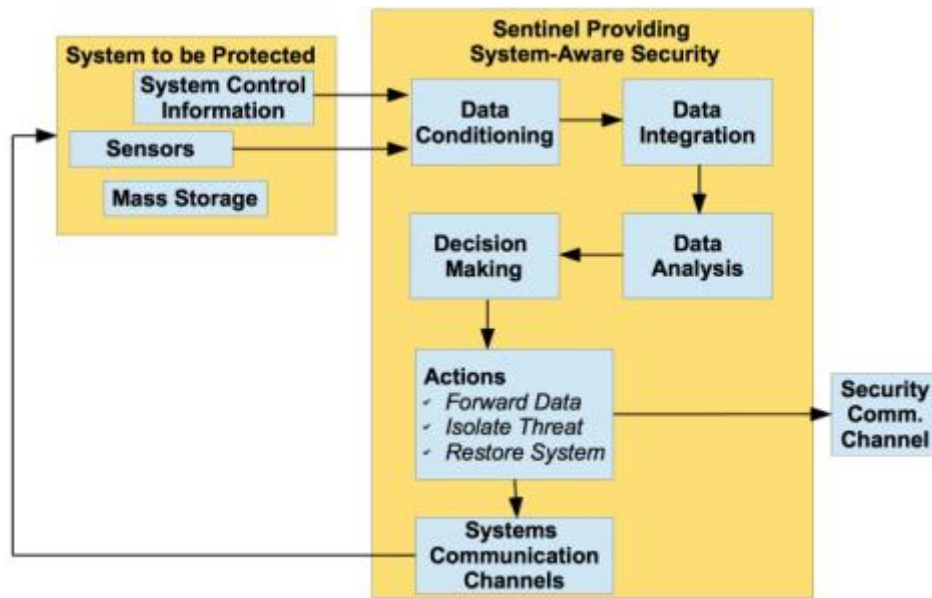 System to be Protected
System Control
Information
Sensors
Mass Storage
Sentinel Providing
System-Aware Security
Data
Conditioning
Data
Integration
Decision
Making
Data
Analysis
Actions
✓ Forward Data
✓ Isolate Threat
✓ Restore System
Security
Comm.
Channel
Systems
Communication
Channels